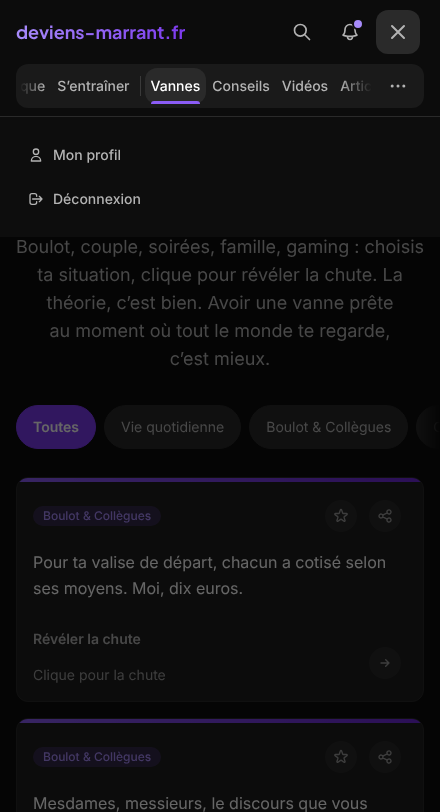 deviens-marrant.fr
que S'entraîner Vannes Conseils Vidéos Artic
Mon profil
Déconnexion
Boulot, couple, soirées, famille, gaming : choisis
ta situation, clique pour révéler la chute. La
théorie, c'est bien. Avoir une vanne prête
au moment où tout le monde te regarde,
c'est mieux.
Toutes Vie quotidienne Boulot & Collègues
Boulot & Collègues
Pour ta valise de départ, chacun a cotisé selon
ses moyens. Moi, dix euros.
Révéler la chute
Clique pour la chute
Boulot & Collègues
Mesdames, messieurs, le discours que vous